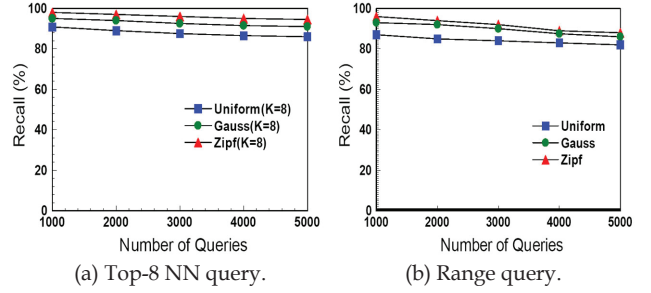 100
80
60
40
20
0
Recall (%)
Uniform(K=8)
Gauss(K=8)
Zipf(K=8)
1000 2000 3000 4000 5000
Number of Queries
(a) Top-8 NN query.
100
80
60
40
20
0
Recall (%)
Uniform
Gauss
Zipf
1000 2000 3000 4000 5000
Number of Queries
(b) Range query.